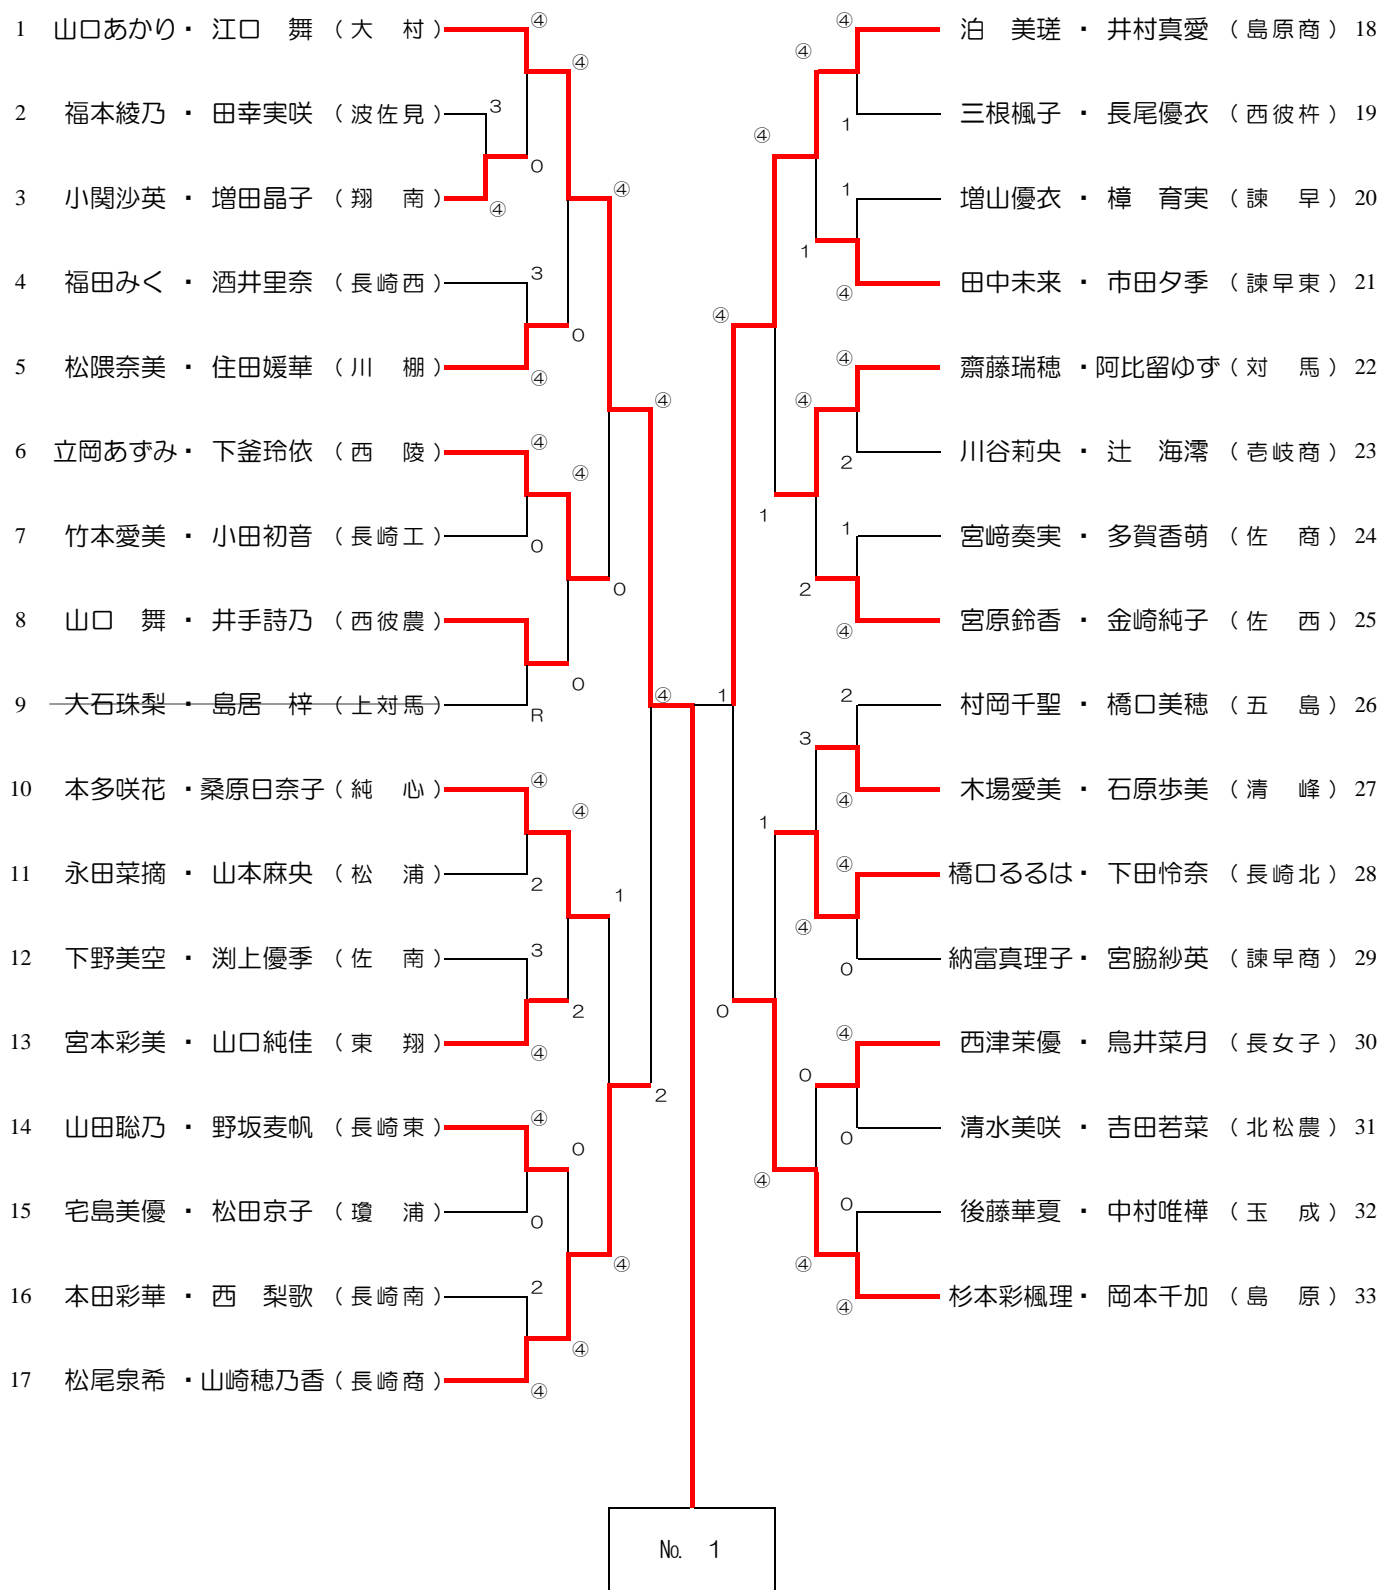 1 山口あかり・江口　舞（大　村）
④
2 福本綾乃・田幸実咲（波佐見）
3
④
0
3 小関沙英・増田晶子（翔　南）
④
④
4 福田みく・酒井里奈（長崎西）
3
0
5 松隈奈美・住田媛華（川　棚）
④
④
6 立岡あずみ・下釜玲依（西　陵）
④
④
7 竹本愛美・小田初音（長崎工）
0
0
8 山口　舞・井手詩乃（西彼農）
0
9 大石珠梨・島居　梓（上対馬）
R
④
10 本多咲花・桑原日奈子（純　心）
④
④
11 永田菜摘・山本麻央（松　浦）
2
1
12 下野美空・渕上優季（佐　南）
3
2
13 宮本彩美・山口純佳（東　翔）
④
2
14 山田聡乃・野坂麦帆（長崎東）
④
0
15 宅島美優・松田京子（瓊　浦）
0
④
16 本田彩華・西　梨歌（長崎南）
2
④
17 松尾泉希・山崎穂乃香（長崎商）
④
④
泊　美瑳・井村真愛（島原商）18
④
1
三根楓子・長尾優衣（西彼杵）19
④
1
増山優衣・樟　育実（諫　早）20
1
④
田中未来・市田夕季（諫早東）21
④
④
齋藤瑞穂・阿比留ゆず（対　馬）22
④
2
川谷莉央・辻　海澪（壱岐商）23
1
1
宮﨑奏実・多賀香萌（佐　商）24
2
④
宮原鈴香・金崎純子（佐　西）25
1
2
村岡千聖・橋口美穂（五　島）26
3
④
木場愛美・石原歩美（清　峰）27
1
④
橋口るるは・下田怜奈（長崎北）28
④
0
納富真理子・宮脇紗英（諫早商）29
0
④
西津茉優・鳥井菜月（長女子）30
0
0
清水美咲・吉田若菜（北松農）31
④
0
後藤華夏・中村唯樺（玉　成）32
④
④
杉本彩楓理・岡本千加（島　原）33
№　1